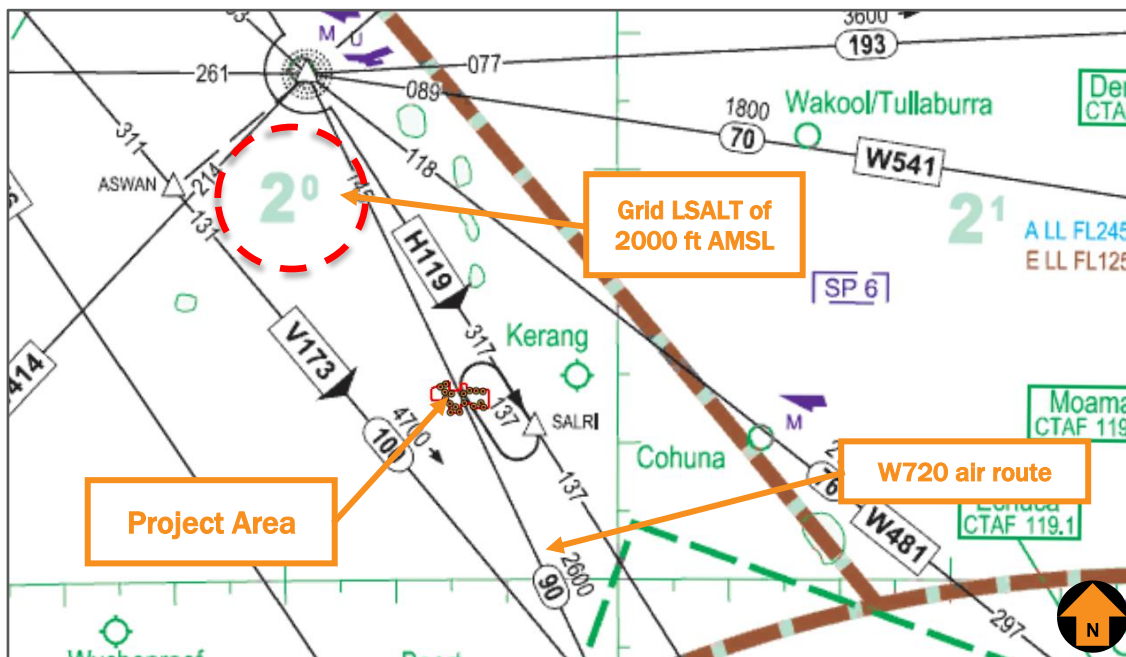 3600
193
M
U
261
077
089
1800
70
Wakool/Tullaburra
W541
311
118
ASWAN
214
2⁰
Grid LSALT of
2000 ft AMSL
2¹
A LL FL245
E LL FL125
131
H119
SP 6
317
Kerang
V173
414
137
SALRI
4700
M
Moama
CTAF 119
Cohuna
W720 air route
Project Area
137
CTAF 119.1
W481
2600
90
297
N